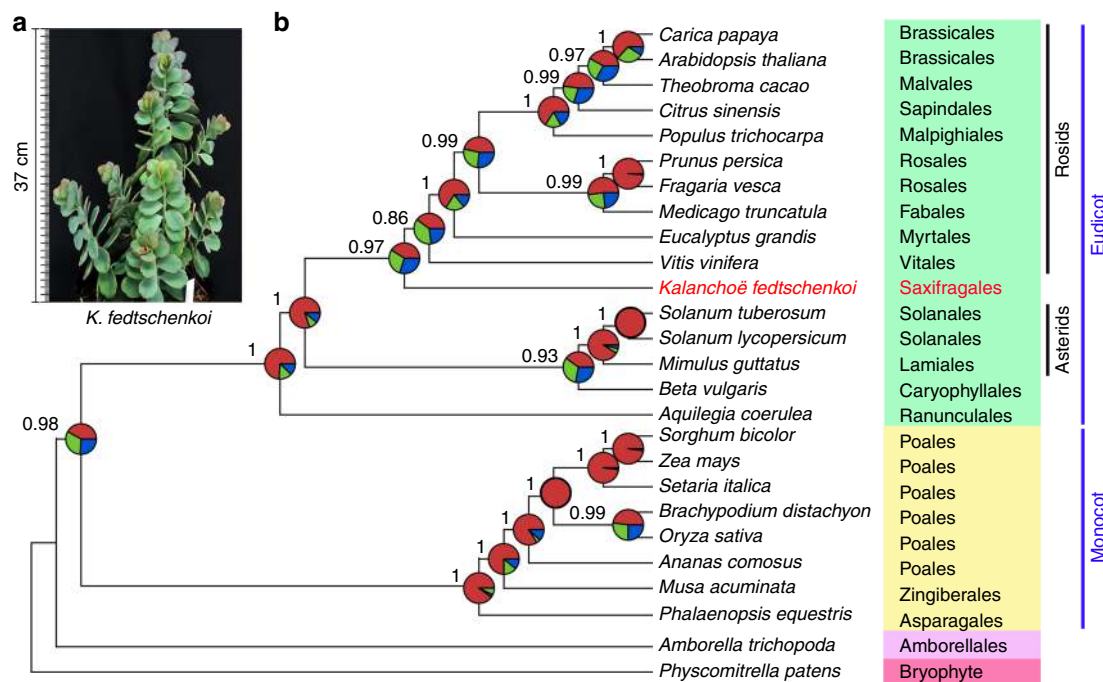 a
37 cm
K. fedtschenkoi
b
1
0.97
0.99
1
0.99
1
0.99
1
0.86
0.97
1
1
1
0.93
1
0.98
1
1
1
0.99
1
1
1
Carica papaya Brassicales
Arabidopsis thaliana Brassicales
Theobroma cacao Malvales
Citrus sinensis Sapindales
Populus trichocarpa Malpighiales
Prunus persica Rosales
Fragaria vesca Rosales
Medicago truncatula Fabales
Eucalyptus grandis Myrtales
Vitis vinifera Vitales
Kalanchoë fedtschenkoi Saxifragales
Solanum tuberosum Solanales
Solanum lycopersicum Solanales
Mimulus guttatus Lamiales
Beta vulgaris Caryophyllales
Aquilegia coerulea Ranunculales
Sorghum bicolor Poales
Zea mays Poales
Setaria italica Poales
Brachypodium distachyon Poales
Oryza sativa Poales
Ananas comosus Poales
Musa acuminata Zingiberales
Phalaenopsis equestris Asparagales
Amborella trichopoda Amborellales
Physcomitrella patens Bryophyte
Rosids
Asterids
Eudicot
Monocot